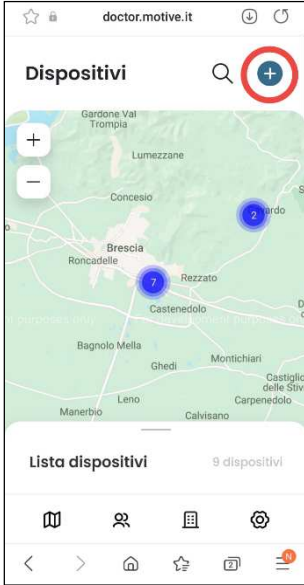 doctor.motive.it
Dispositivi
+
+
−
Gardone Val
Trompia
Lumezzane
Concesio
2
Brescia
Roncadelle
7
Rezzato
Castenedolo
Bagnolo Mella
Montichiari
Ghedi
Leno
Manerbio
Calvisano
Carpenedolo
Lista dispositivi
9 dispositivi
2
N